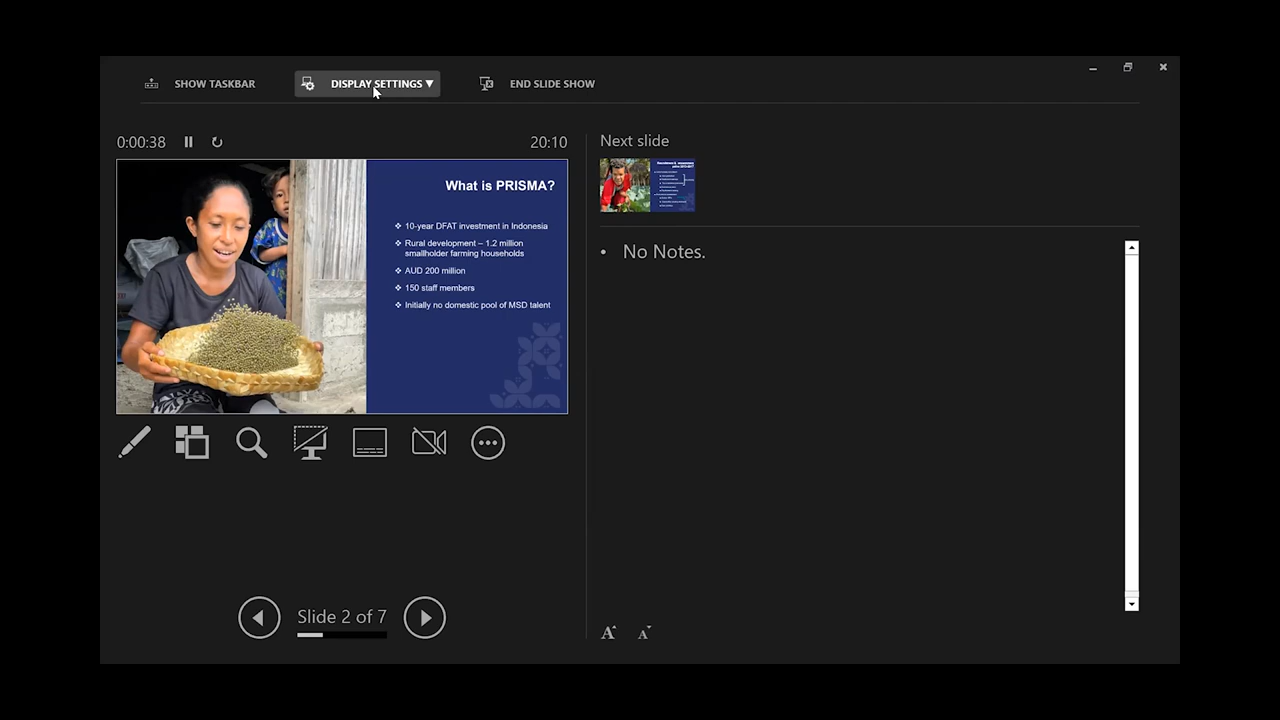 SHOW TASKBAR
DISPLAY SETTINGS ▼
END SLIDE SHOW
0:00:38
20:10
What is PRISMA?
❖ 10-year DFAT investment in Indonesia
❖ Rural development – 1.2 million
smallholder farming households
❖ AUD 200 million
❖ 150 staff members
❖ Initially no domestic pool of MSD talent
Slide 2 of 7
Next slide
• No Notes.
A A